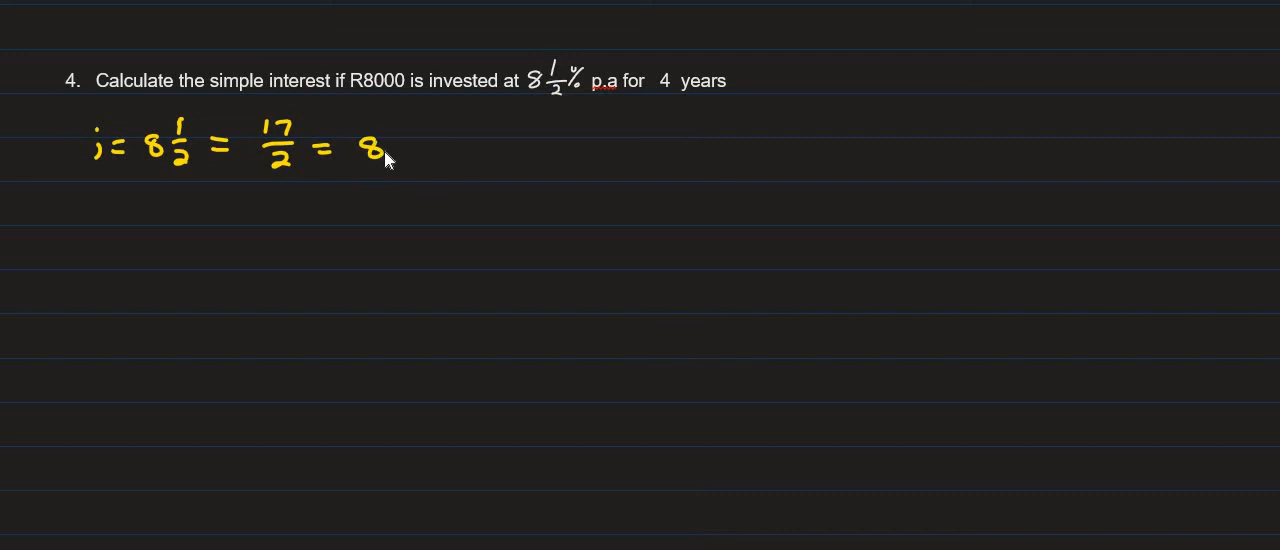 4. Calculate the simple interest if R8000 is invested at 8 1/2 % p.a for 4 years
i = 8 1/2 = 17/2 = 8